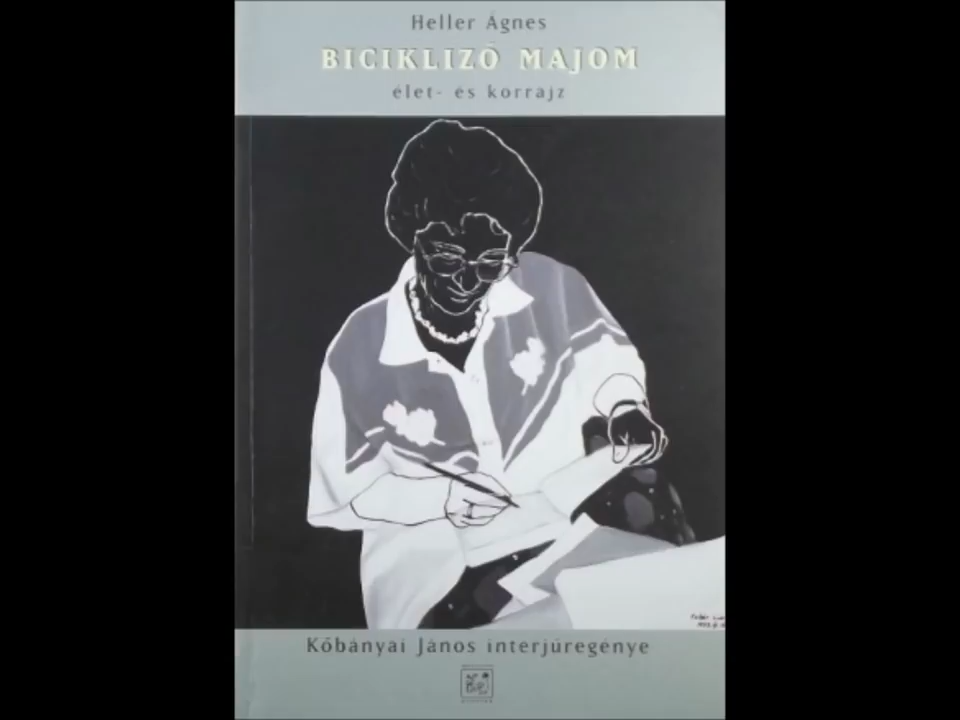 Heller Ágnes
BICIKLIZŐ MAJOM
élet- és korrajz
Kőbányai János interjúregénye